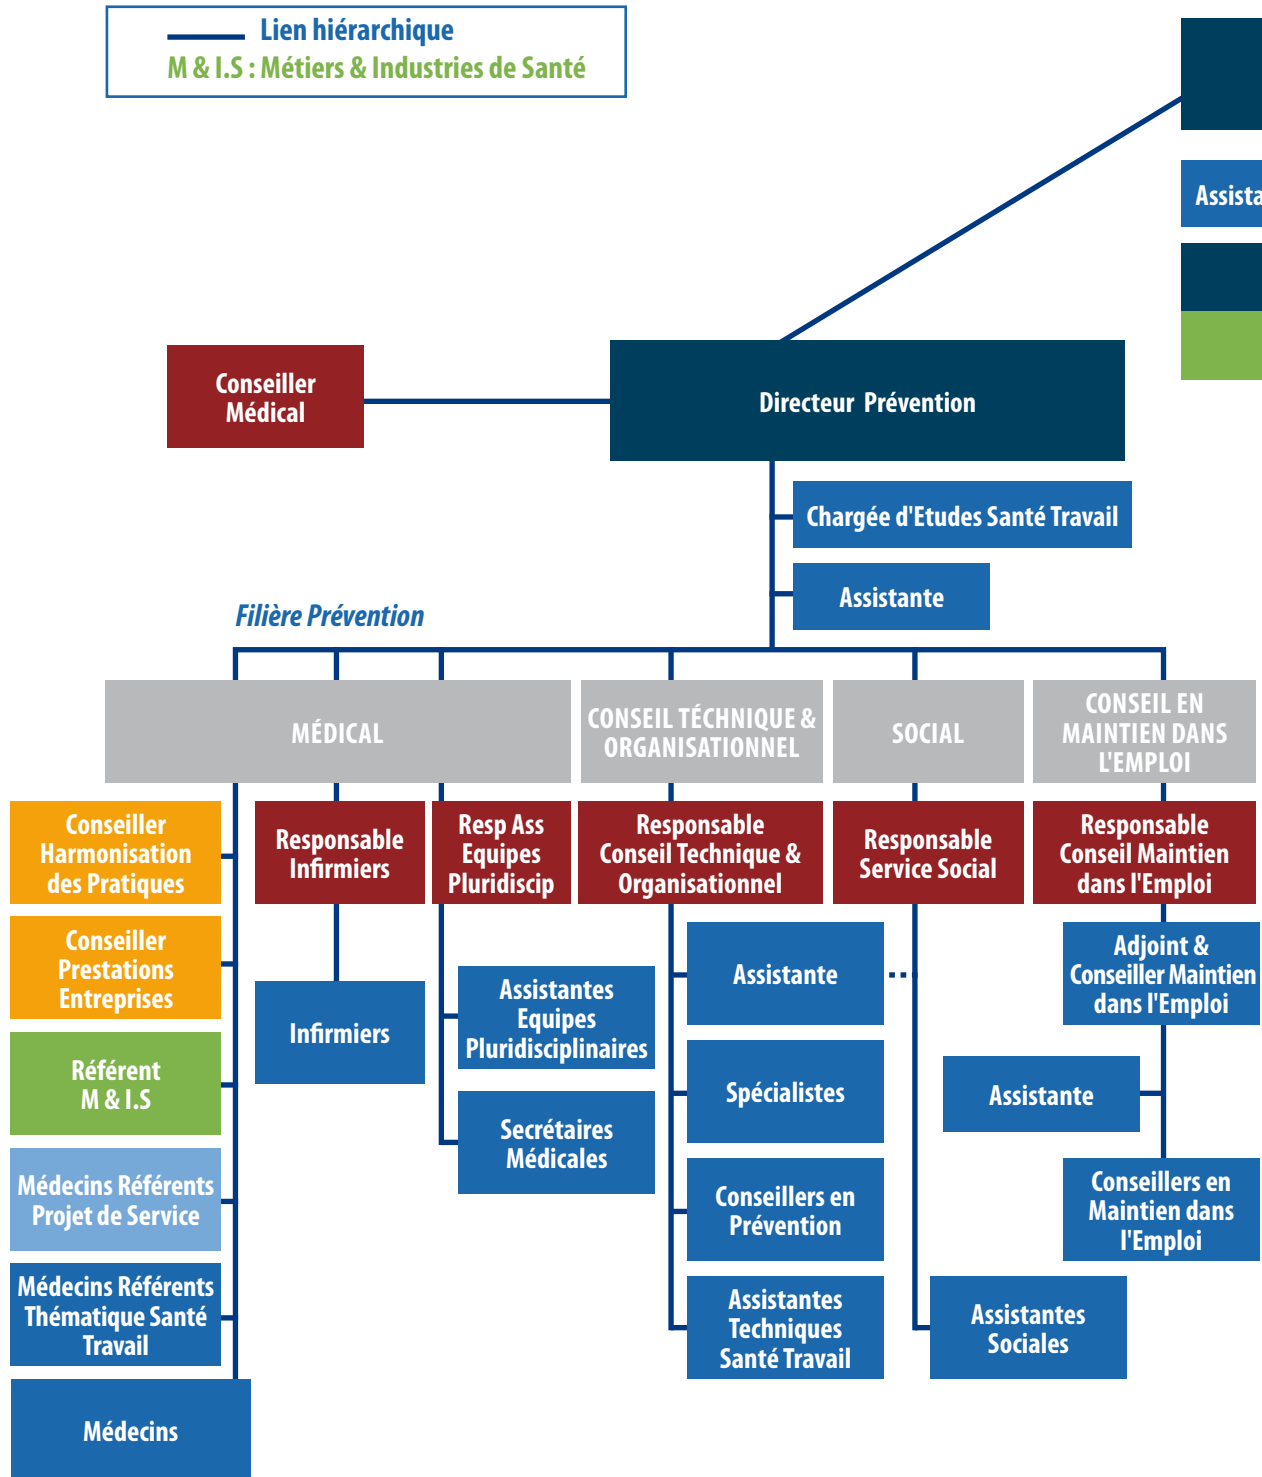 Lien hiérarchique
M & I.S : Métiers & Industries de Santé
Conseiller
Médical
Directeur Prévention
Chargée d'Etudes Santé Travail
Assistante
Filière Prévention
MÉDICAL
CONSEIL TÉCHNIQUE &
ORGANISATIONNEL
SOCIAL
CONSEIL EN
MAINTIEN DANS
L'EMPLOI
Conseiller
Harmonisation
des Pratiques
Conseiller
Prestations
Entreprises
Référent
M & I.S
Médecins Référents
Projet de Service
Médecins Référents
Thématique Santé
Travail
Médecins
Responsable
Infirmiers
Infirmiers
Resp Ass
Equipes
Pluridiscip
Assistantes
Equipes
Pluridisciplinaires
Secrétaires
Médicales
Responsable
Conseil Technique &
Organisationnel
Assistante
Spécialistes
Conseillers en
Prévention
Assistantes
Techniques
Santé Travail
Responsable
Service Social
Assistantes
Sociales
Responsable
Conseil Maintien
dans l'Emploi
Adjoint &
Conseiller Maintien
dans l'Emploi
Assistante
Conseillers en
Maintien dans
l'Emploi